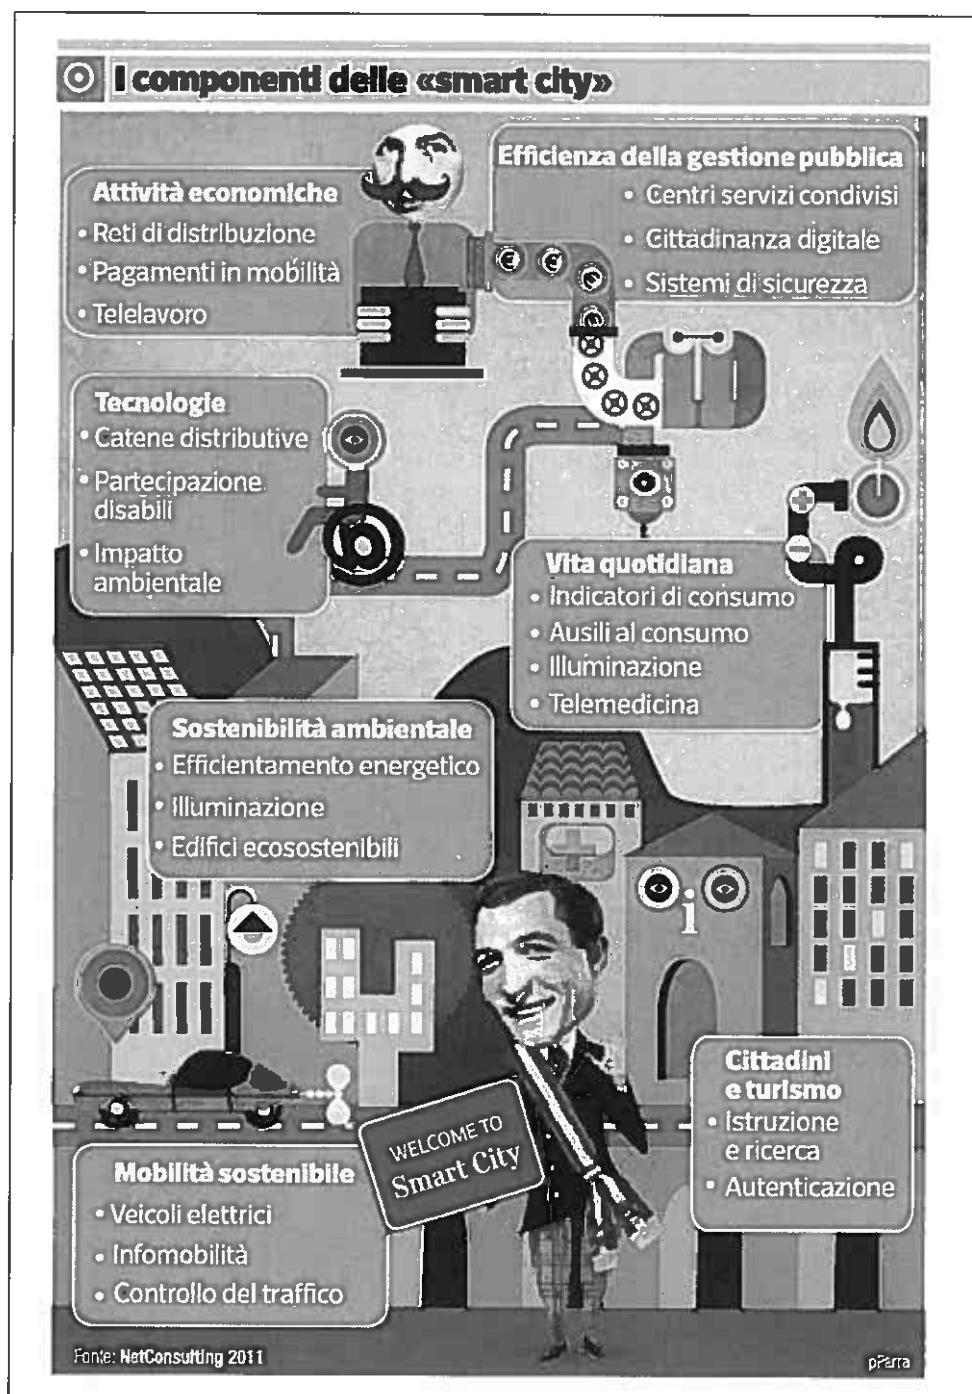 I componenti delle «smart city»
Attività economiche
• Reti di distribuzione
• Pagamenti in mobilità
• Telelavoro
Efficienza della gestione pubblica
• Centri servizi condivisi
• Cittadinanza digitale
• Sistemi di sicurezza
Tecnologie
• Catene distributive
• Partecipazione
disabili
• Impatto
ambientale
Vita quotidiana
• Indicatori di consumo
• Ausili al consumo
• Illuminazione
• Telemedicina
Sostenibilità ambientale
• Efficientamento energetico
• Illuminazione
• Edifici ecosostenibili
i
Cittadini
e turismo
• Istruzione
e ricerca
• Autenticazione
WELCOME TO
Smart City
Mobilità sostenibile
• Veicoli elettrici
• Infomobilità
• Controllo del traffico
Fonte: NetConsulting 2011
pParra